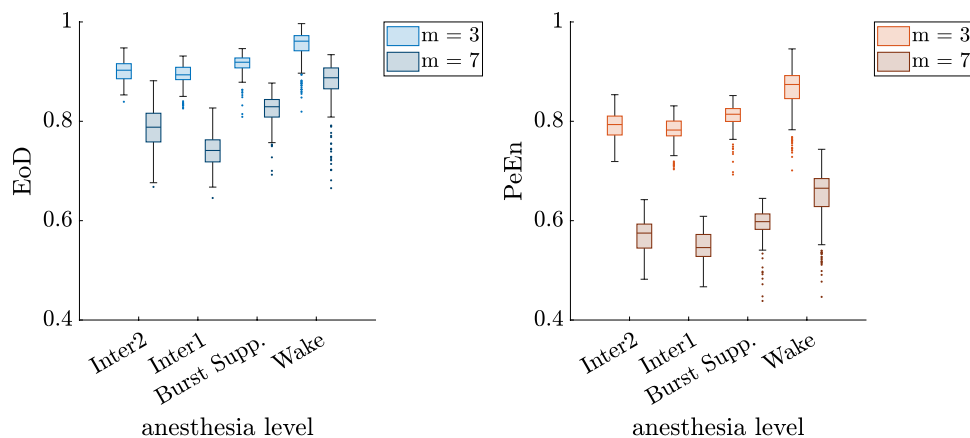 1
0.8
0.6
0.4
EoD
Inter2
Inter1
Burst Supp.
Wake
anesthesia level
m = 3
m = 7
1
0.8
0.6
0.4
PeEn
Inter2
Inter1
Burst Supp.
Wake
anesthesia level
m = 3
m = 7